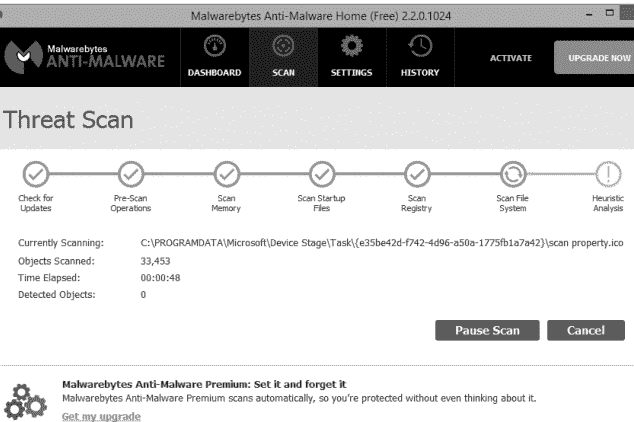 Malwarebytes Anti-Malware Home (Free) 2.2.0.1024
Malwarebytes
ANTI-MALWARE
DASHBOARD
SCAN
SETTINGS
HISTORY
ACTIVATE
UPGRADE NOW
Threat Scan
Check for Updates
Pre-Scan Operations
Scan Memory
Scan Startup Files
Scan Registry
Scan File System
Heuristic Analysis
Currently Scanning: C:\PROGRAMDATA\Microsoft\Device Stage\Task\{e35be42d-f742-4d96-a50a-1775fb1a7a42}\scan property.ico
Objects Scanned: 33,453
Time Elapsed: 00:00:48
Detected Objects: 0
Pause Scan
Cancel
Malwarebytes Anti-Malware Premium: Set it and forget it
Malwarebytes Anti-Malware Premium scans automatically, so you're protected without even thinking about it.
Get my upgrade